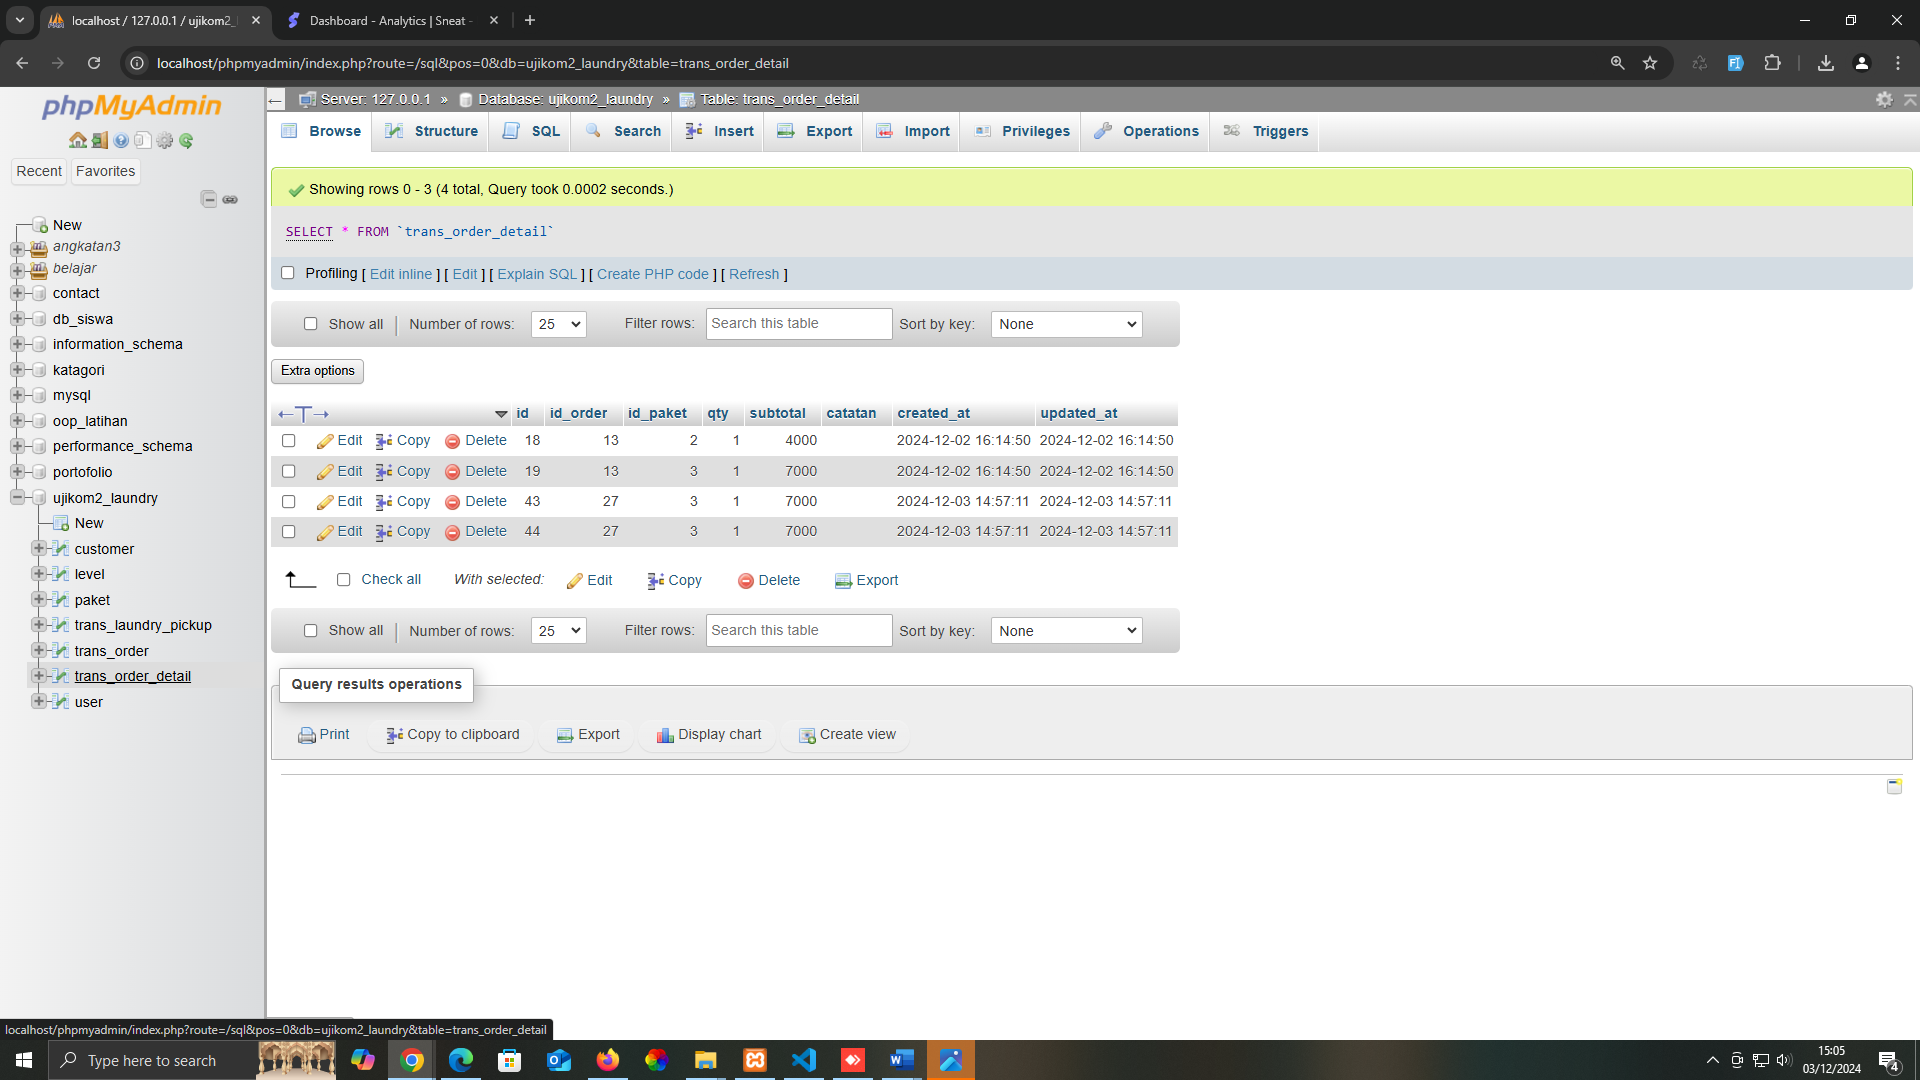 localhost / 127.0.0.1 / ujikom2_
Dashboard - Analytics | Sneat -
localhost/phpmyadmin/index.php?route=/sql&pos=0&db=ujikom2_laundry&table=trans_order_detail
phpMyAdmin
Recent Favorites
New
angkatan3
belajar
contact
db_siswa
information_schema
katagori
mysql
oop_latihan
performance_schema
portofolio
ujikom2_laundry
New
customer
level
paket
trans_laundry_pickup
trans_order
trans_order_detail
user
Server: 127.0.0.1 » Database: ujikom2_laundry » Table: trans_order_detail
Browse Structure SQL Search Insert Export Import Privileges Operations Triggers
Showing rows 0 - 3 (4 total, Query took 0.0002 seconds.)
SELECT * FROM `trans_order_detail`
Profiling [ Edit inline ] [ Edit ] [ Explain SQL ] [ Create PHP code ] [ Refresh ]
Show all | Number of rows: 25 Filter rows: Search this table Sort by key: None
Extra options
←T→ id id_order id_paket qty subtotal catatan created_at updated_at
Edit Copy Delete 18 13 2 1 4000 2024-12-02 16:14:50 2024-12-02 16:14:50
Edit Copy Delete 19 13 3 1 7000 2024-12-02 16:14:50 2024-12-02 16:14:50
Edit Copy Delete 43 27 3 1 7000 2024-12-03 14:57:11 2024-12-03 14:57:11
Edit Copy Delete 44 27 3 1 7000 2024-12-03 14:57:11 2024-12-03 14:57:11
Check all With selected: Edit Copy Delete Export
Show all | Number of rows: 25 Filter rows: Search this table Sort by key: None
Query results operations
Print Copy to clipboard Export Display chart Create view
localhost/phpmyadmin/index.php?route=/sql&pos=0&db=ujikom2_laundry&table=trans_order_detail
Type here to search
15:05
03/12/2024
4